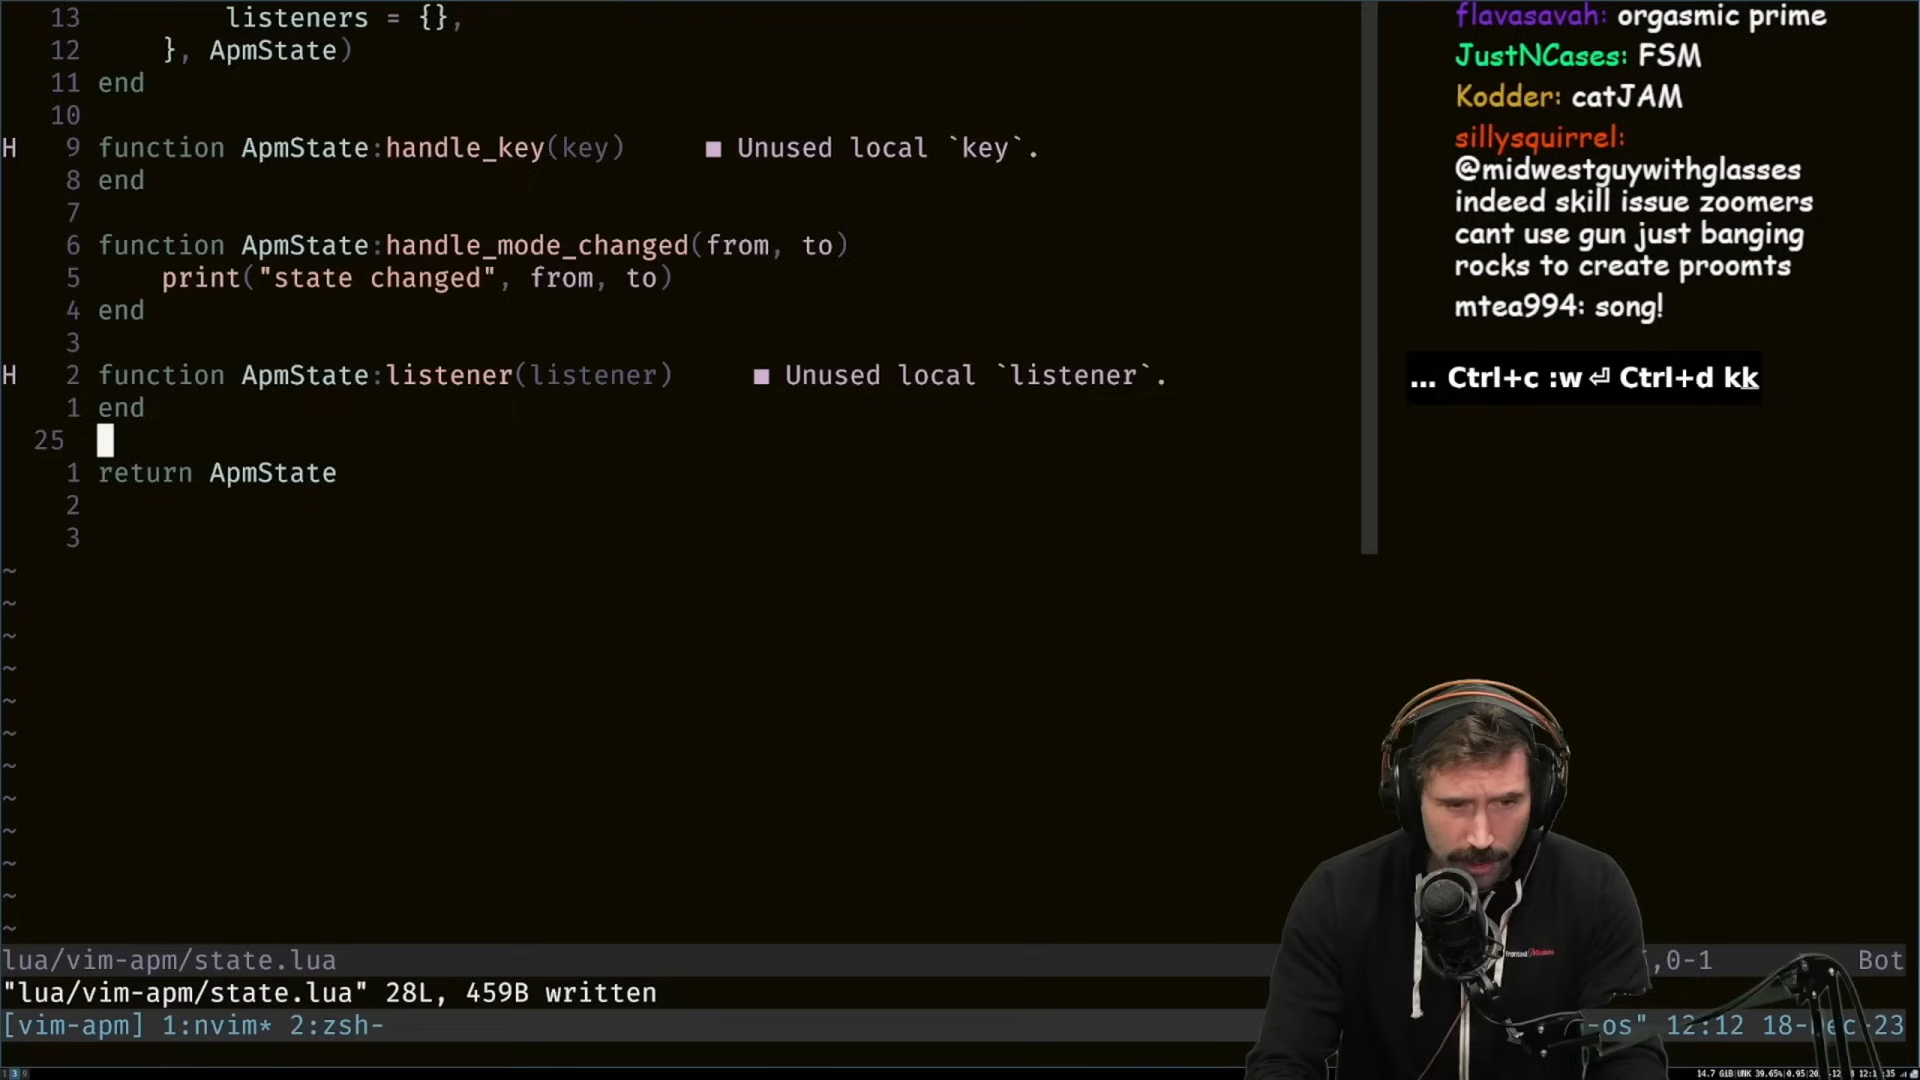 13 listeners = {},
12 }, ApmState)
11 end
10
H 9 function ApmState:handle_key(key) ■ Unused local `key`.
8 end
7
6 function ApmState:handle_mode_changed(from, to)
5 print("state changed", from, to)
4 end
3
H 2 function ApmState:listener(listener) ■ Unused local `listener`.
1 end
25
1 return ApmState
2
3
~
~
~
~
~
~
~
~
~
~
~
~
lua/vim-apm/state.lua ,0-1 Bot
"lua/vim-apm/state.lua" 28L, 459B written
[vim-apm] 1:nvim* 2:zsh- -os" 12:12 18-Dec-23
flavasavah: orgasmic prime
JustNCases: FSM
Kodder: catJAM
sillysquirrel:
@midwestguywithglasses
indeed skill issue zoomers
cant use gun just banging
rocks to create proomts
mtea994: song!
... Ctrl+c :w⏎ Ctrl+d kk